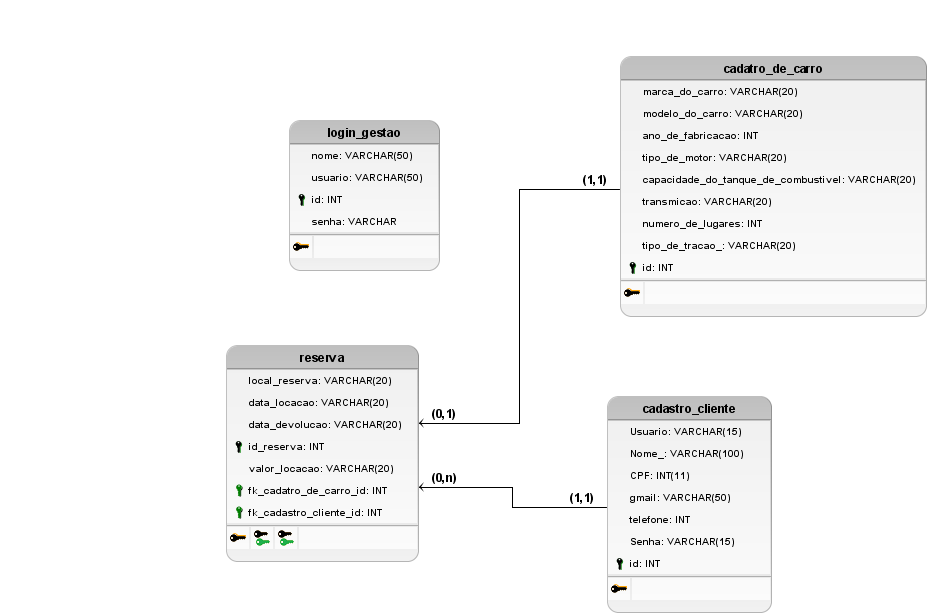 cadatro_de_carro
marca_do_carro: VARCHAR(20)
modelo_do_carro: VARCHAR(20)
ano_de_fabricacao: INT
tipo_de_motor: VARCHAR(20)
capacidade_do_tanque_de_combustivel: VARCHAR(20)
transmicao: VARCHAR(20)
numero_de_lugares: INT
tipo_de_tracao_: VARCHAR(20)
id: INT
login_gestao
nome: VARCHAR(50)
usuario: VARCHAR(50)
id: INT
senha: VARCHAR
(1,1)
reserva
local_reserva: VARCHAR(20)
data_locacao: VARCHAR(20)
data_devolucao: VARCHAR(20)
id_reserva: INT
valor_locacao: VARCHAR(20)
fk_cadatro_de_carro_id: INT
fk_cadastro_cliente_id: INT
(0,1)
(0,n)
(1,1)
cadastro_cliente
Usuario: VARCHAR(15)
Nome_: VARCHAR(100)
CPF: INT(11)
gmail: VARCHAR(50)
telefone: INT
Senha: VARCHAR(15)
id: INT